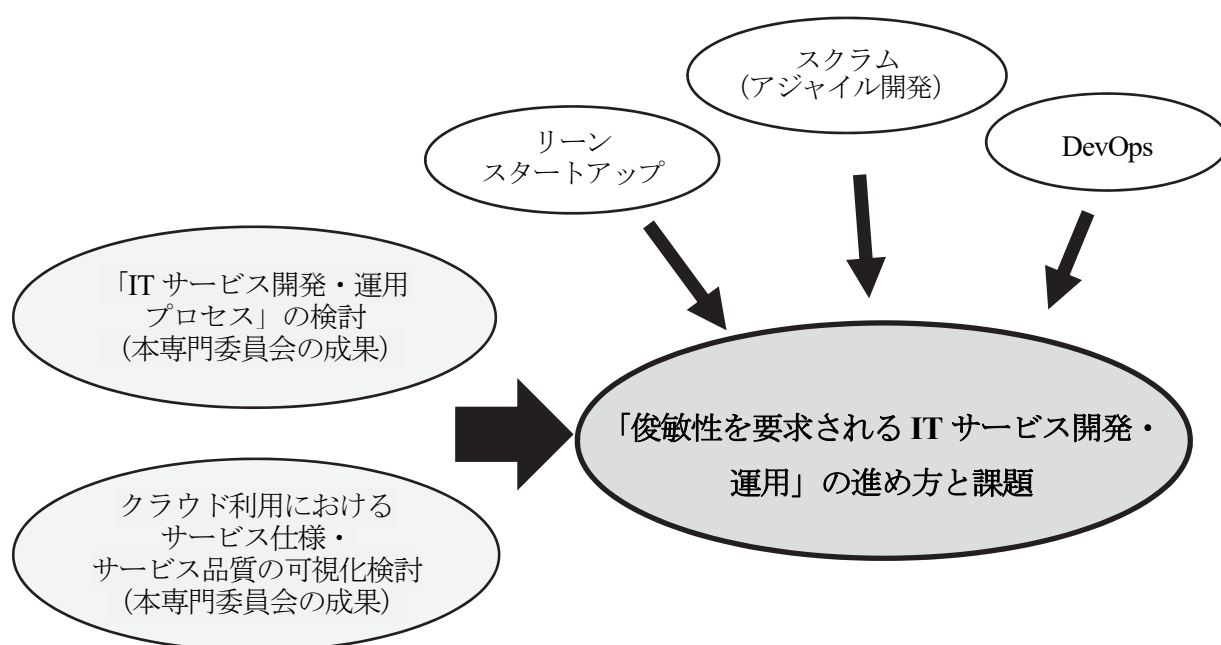 スクラム
（アジャイル開発）
リーン
スタートアップ
DevOps
「IT サービス開発・運用
プロセス」の検討
（本専門委員会の成果）
「俊敏性を要求される IT サービス開発・
運用」の進め方と課題
クラウド利用における
サービス仕様・
サービス品質の可視化検討
（本専門委員会の成果）